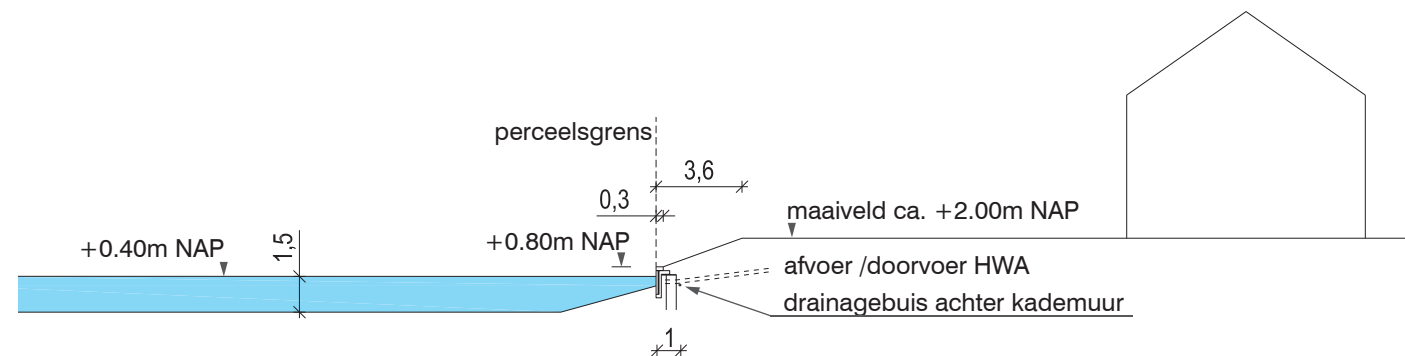 perceelsgrens
3,6
0,3
maaiveld ca. +2.00m NAP
+0.40m NAP
1,5
+0.80m NAP
afvoer /doorvoer HWA
drainagebuis achter kademuur
1